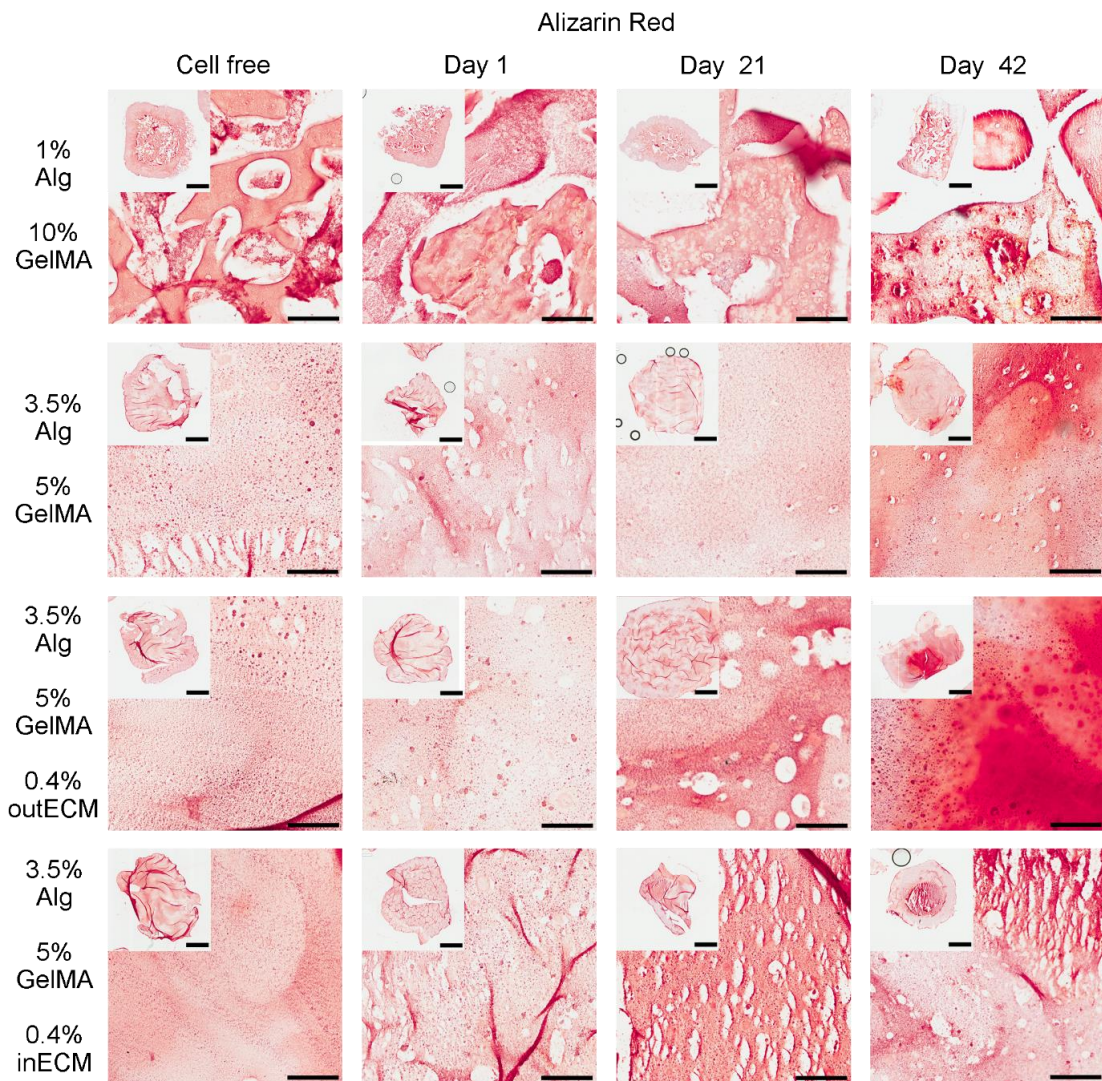 Alizarin Red
Cell free
Day 1
Day 21
Day 42
1%
Alg
10%
GelMA
3.5%
Alg
5%
GelMA
3.5%
Alg
5%
GelMA
0.4%
outECM
3.5%
Alg
5%
GelMA
0.4%
inECM